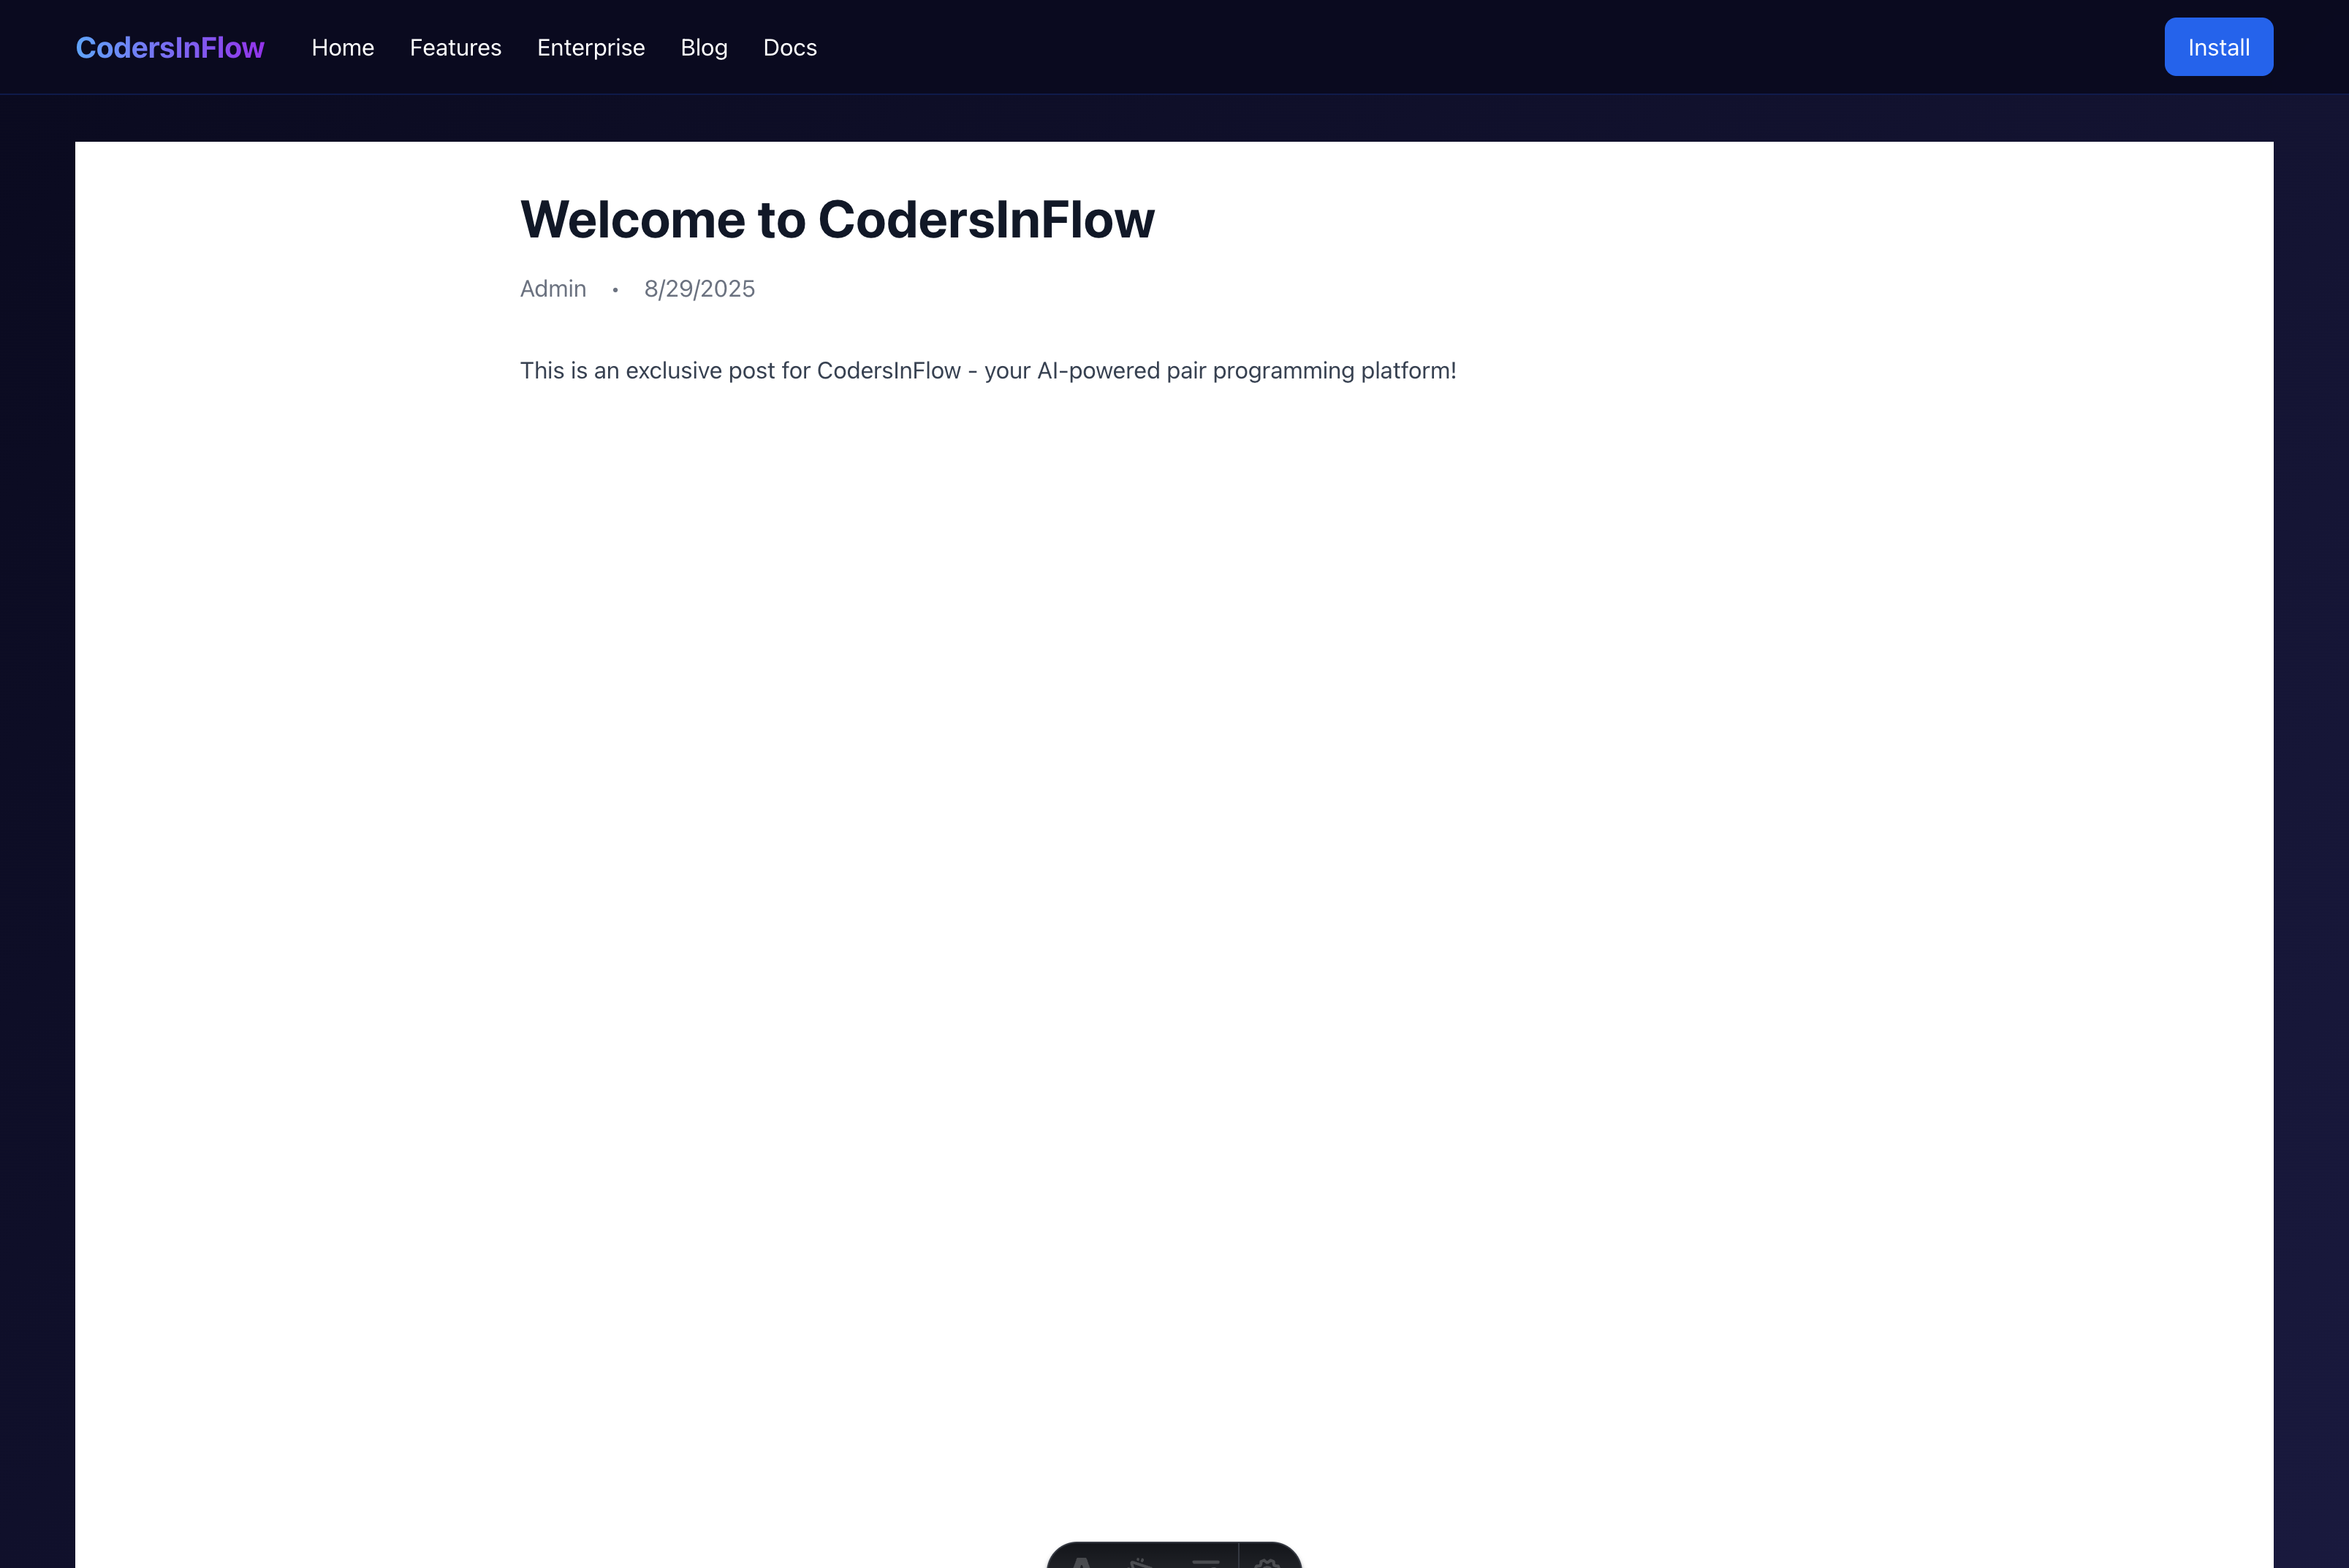 CodersInFlow Home Features Enterprise Blog Docs Install
Welcome to CodersInFlow
Admin • 8/29/2025
This is an exclusive post for CodersInFlow - your AI-powered pair programming platform!